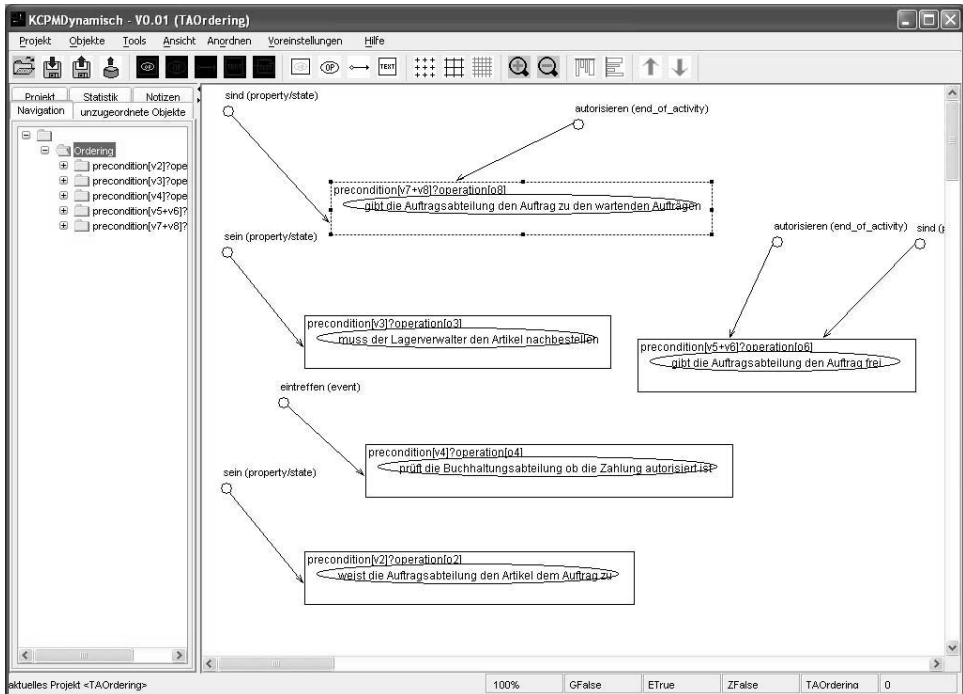 KCPMDynamisch - V0.01 (TAOrdering)
Projekt Objekte Tools Ansicht Anordnen Voreinstellungen Hilfe
OP TEXT
Projekt Statistik Notizen
Navigation unzugeordnete Objekte
Ordering
precondition[v2]?ope
precondition[v3]?ope
precondition[v4]?ope
precondition[v5+v6]?
precondition[v7+v8]?
sind (property/state)
autorisieren (end_of_activity)
precondition[v7+v8]?operation[o8]
gibt die Auftragsabteilung den Auftrag zu den wartenden Aufträgen
sein (property/state)
autorisieren (end_of_activity)
sind (p
precondition[v3]?operation[o3]
muss der Lagerverwalter den Artikel nachbestellen
precondition[v5+v6]?operation[o6]
gibt die Auftragsabteilung den Auftrag frei
eintreffen (event)
precondition[v4]?operation[o4]
prüft die Buchhaltungsabteilung ob die Zahlung autorisiert ist
sein (property/state)
precondition[v2]?operation[o2]
weist die Auftragsabteilung den Artikel dem Auftrag zu
aktuelles Projekt <TAOrdering> 100% GFalse ETrue ZFalse TAOrdering 0